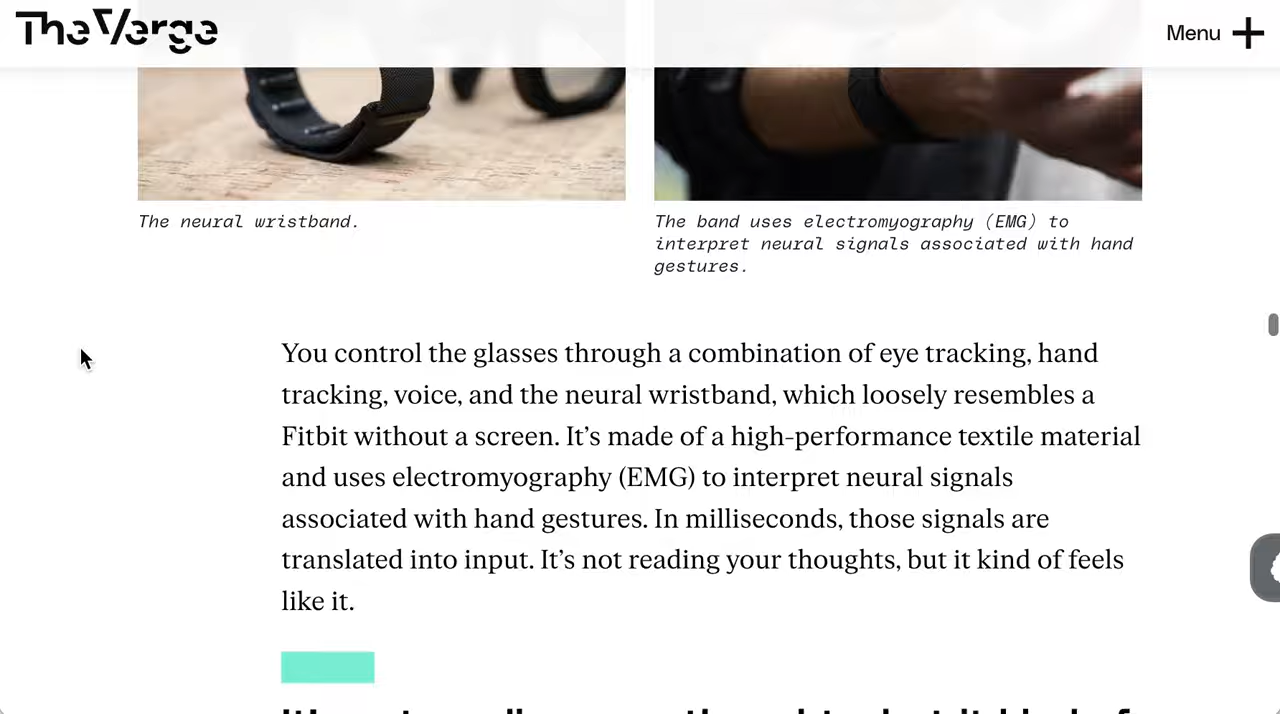 The Verge
Menu
The neural wristband.
The band uses electromyography (EMG) to
interpret neural signals associated with hand
gestures.
You control the glasses through a combination of eye tracking, hand
tracking, voice, and the neural wristband, which loosely resembles a
Fitbit without a screen. It’s made of a high-performance textile material
and uses electromyography (EMG) to interpret neural signals
associated with hand gestures. In milliseconds, those signals are
translated into input. It’s not reading your thoughts, but it kind of feels
like it.